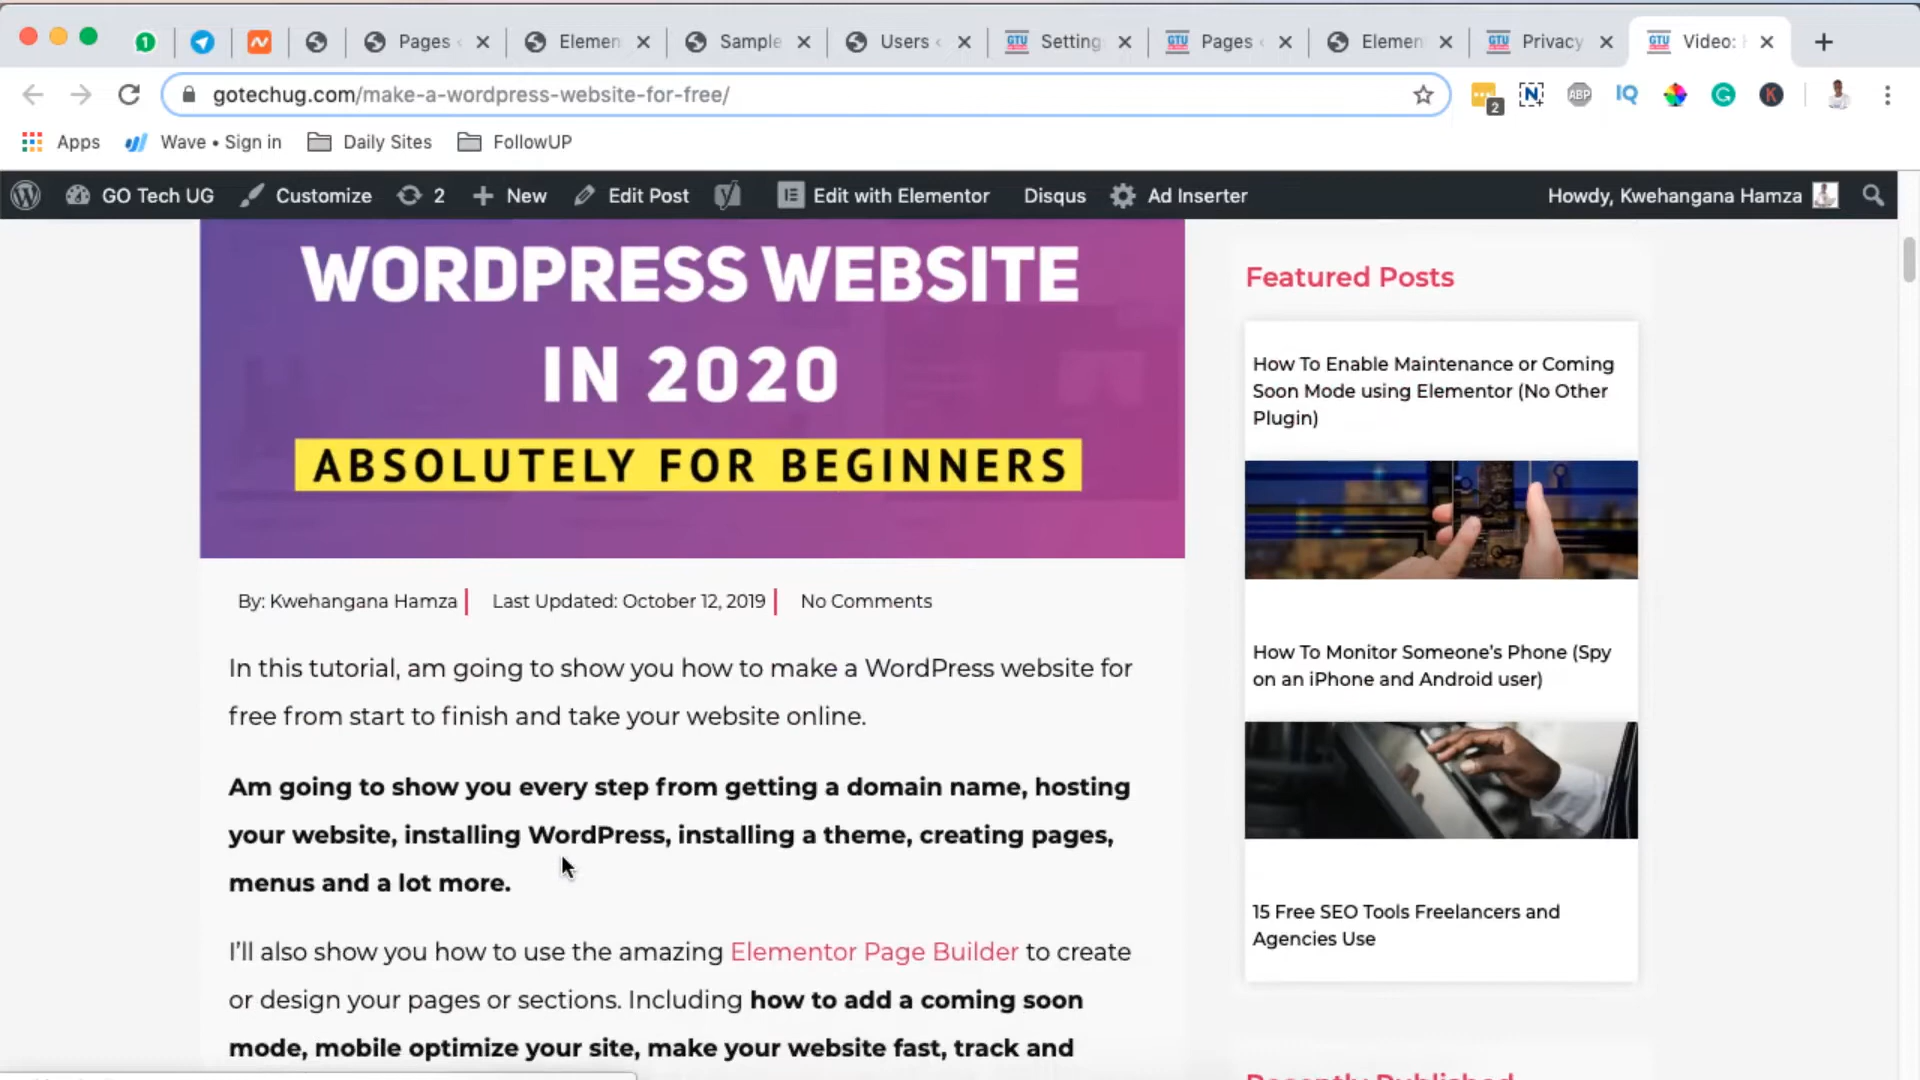 1
Pages
Elemen
Sample
Users
Setting
Pages
Elemen
Privacy
Video:
gotechug.com/make-a-wordpress-website-for-free/
2
N
ABP
IQ
G
K
Apps
Wave • Sign in
Daily Sites
FollowUP
GO Tech UG
Customize
2
New
Edit Post
Edit with Elementor
Disqus
Ad Inserter
Howdy, Kwehangana Hamza
WORDPRESS WEBSITE
IN 2020
ABSOLUTELY FOR BEGINNERS
By: Kwehangana Hamza
Last Updated: October 12, 2019
No Comments
In this tutorial, am going to show you how to make a WordPress website for
free from start to finish and take your website online.
Am going to show you every step from getting a domain name, hosting
your website, installing WordPress, installing a theme, creating pages,
menus and a lot more.
I'll also show you how to use the amazing Elementor Page Builder to create
or design your pages or sections. Including how to add a coming soon
mode, mobile optimize your site, make your website fast, track and
Featured Posts
How To Enable Maintenance or Coming
Soon Mode using Elementor (No Other
Plugin)
How To Monitor Someone's Phone (Spy
on an iPhone and Android user)
15 Free SEO Tools Freelancers and
Agencies Use
Recently Published